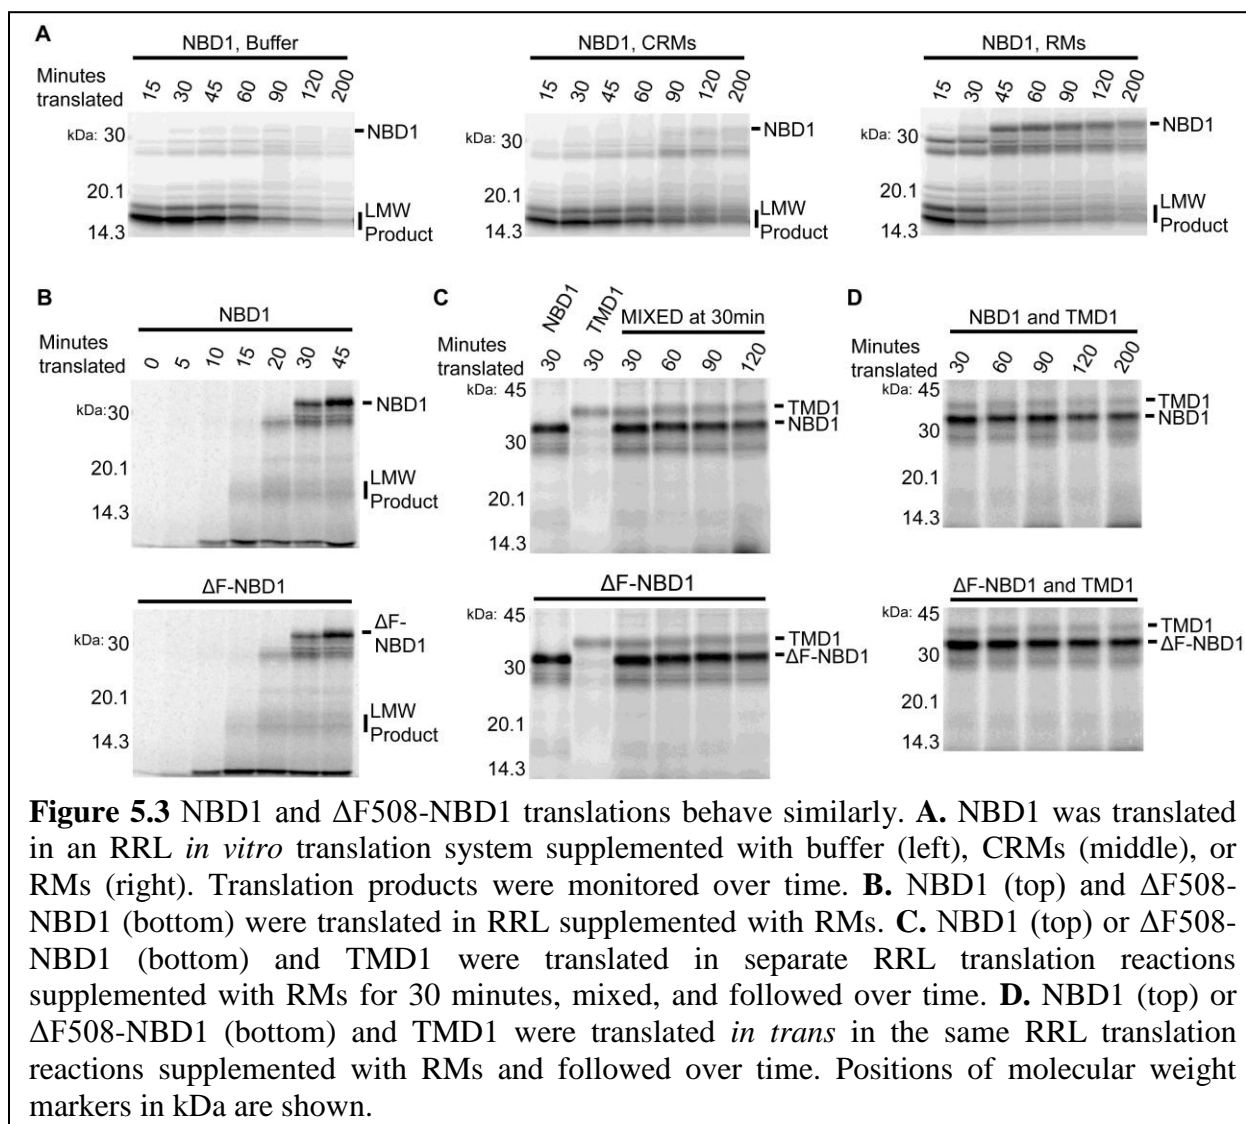 A
NBD1, Buffer
NBD1, CRMs
NBD1, RMs
Minutes
translated
15 30 45 60 90 120 200
15 30 45 60 90 120 200
15 30 45 60 90 120 200
kDa: 30
NBD1
20.1
LMW
Product
14.3
kDa: 30
NBD1
20.1
LMW
Product
14.3
kDa: 30
NBD1
20.1
LMW
Product
14.3
B
NBD1
Minutes
translated
0 5 10 15 20 30 45
kDa: 30
NBD1
20.1
LMW
Product
14.3
ΔF-NBD1
kDa: 30
ΔF-
NBD1
20.1
LMW
Product
14.3
C
NBD1
TMD1
MIXED at 30min
Minutes
translated
30 30 30 60 90 120
kDa: 45
TMD1
NBD1
30
20.1
14.3
ΔF-NBD1
kDa: 45
TMD1
ΔF-NBD1
30
20.1
14.3
D
NBD1 and TMD1
Minutes
translated
30 60 90 120 200
kDa: 45
TMD1
NBD1
30
20.1
14.3
ΔF-NBD1 and TMD1
kDa: 45
TMD1
ΔF-NBD1
30
20.1
14.3
Figure 5.3 NBD1 and ΔF508-NBD1 translations behave similarly. A. NBD1 was translated
in an RRL in vitro translation system supplemented with buffer (left), CRMs (middle), or
RMs (right). Translation products were monitored over time. B. NBD1 (top) and ΔF508-
NBD1 (bottom) were translated in RRL supplemented with RMs. C. NBD1 (top) or ΔF508-
NBD1 (bottom) and TMD1 were translated in separate RRL translation reactions
supplemented with RMs for 30 minutes, mixed, and followed over time. D. NBD1 (top) or
ΔF508-NBD1 (bottom) and TMD1 were translated in trans in the same RRL translation
reactions supplemented with RMs and followed over time. Positions of molecular weight
markers in kDa are shown.